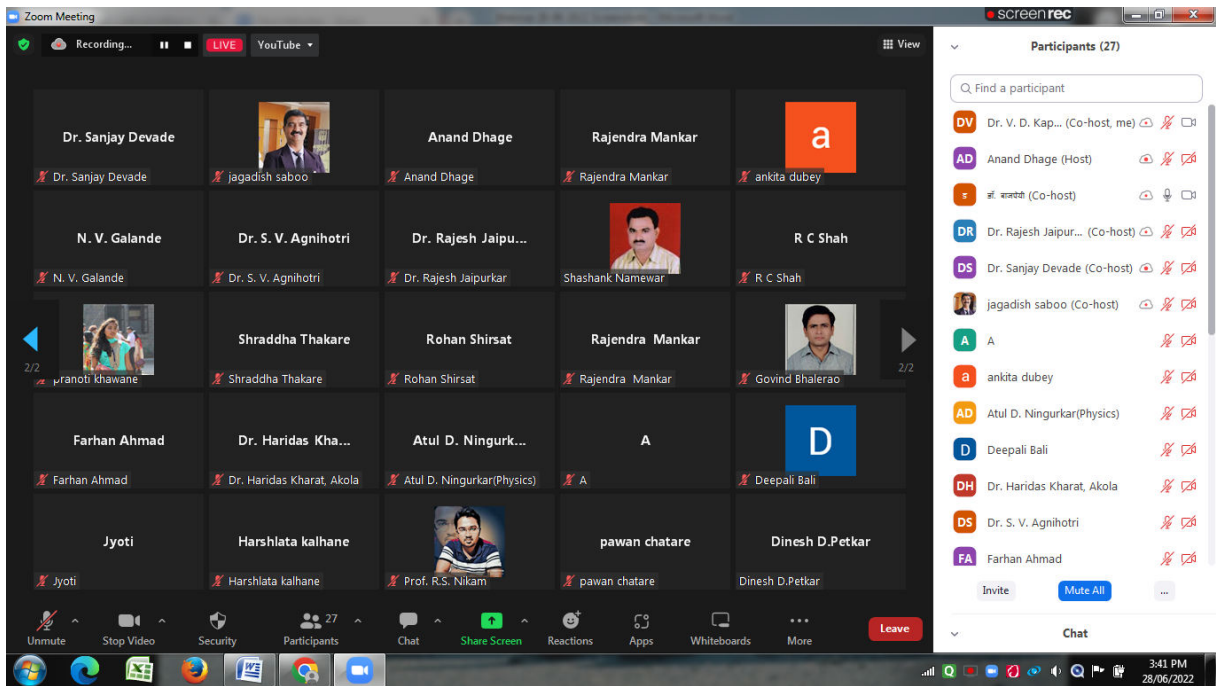 Zoom Meeting
screenrec
Recording...
LIVE
YouTube
View
Participants (27)
Find a participant
Dr. Sanjay Devade
Anand Dhage
Rajendra Mankar
a
Dr. Sanjay Devade
jagadish saboo
Anand Dhage
Rajendra Mankar
ankita dubey
N. V. Galande
Dr. S. V. Agnihotri
Dr. Rajesh Jaipu...
R C Shah
N. V. Galande
Dr. S. V. Agnihotri
Dr. Rajesh Jaipurkar
Shashank Namewar
R C Shah
Shraddha Thakare
Rohan Shirsat
Rajendra Mankar
2/2
2/2
pranoti khawane
Shraddha Thakare
Rohan Shirsat
Rajendra Mankar
Govind Bhalerao
Farhan Ahmad
Dr. Haridas Kha...
Atul D. Ningurk...
A
D
Farhan Ahmad
Dr. Haridas Kharat, Akola
Atul D. Ningurkar(Physics)
A
Deepali Bali
Jyoti
Harshlata kalhane
pawan chatare
Dinesh D.Petkar
Jyoti
Harshlata kalhane
Prof. R.S. Nikam
pawan chatare
Dinesh D.Petkar
DV Dr. V. D. Kap... (Co-host, me)
AD Anand Dhage (Host)
डॉ. बाजपेयी (Co-host)
DR Dr. Rajesh Jaipur... (Co-host)
DS Dr. Sanjay Devade (Co-host)
jagadish saboo (Co-host)
A A
a ankita dubey
AD Atul D. Ningurkar(Physics)
D Deepali Bali
DH Dr. Haridas Kharat, Akola
DS Dr. S. V. Agnihotri
FA Farhan Ahmad
Invite
Mute All
...
Chat
Unmute
Stop Video
Security
27
Participants
Chat
Share Screen
Reactions
Apps
Whiteboards
More
Leave
3:41 PM
28/06/2022